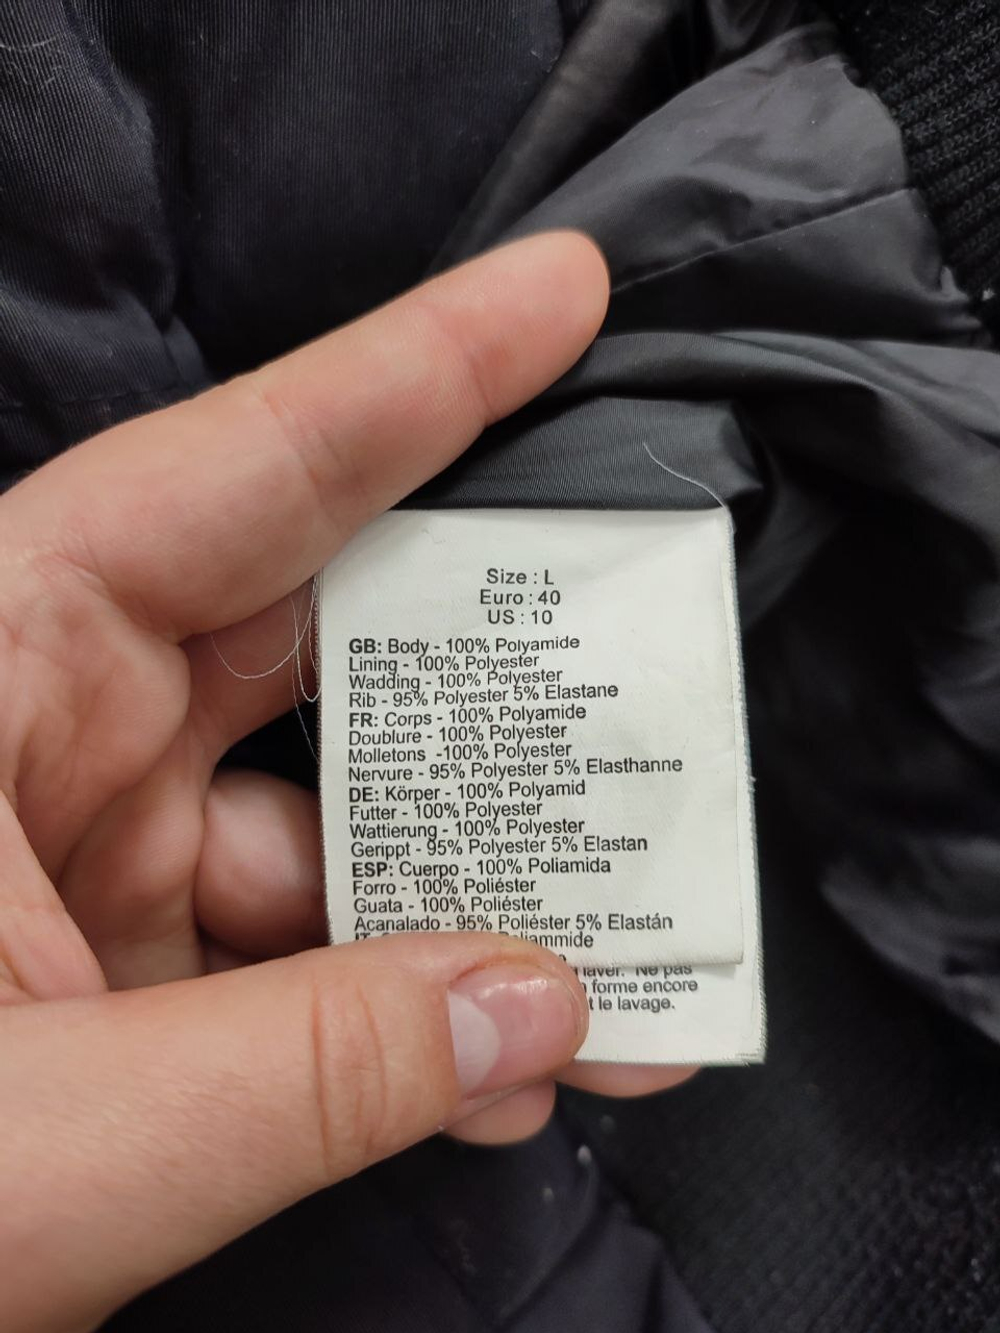 Size : L
Euro : 40
US : 10
GB: Body - 100% Polyamide
Lining - 100% Polyester
Wadding - 100% Polyester
Rib - 95% Polyester 5% Elastane
FR: Corps - 100% Polyamide
Doublure - 100% Polyester
Molletons -100% Polyester
Nervure - 95% Polyester 5% Elasthanne
DE: Körper - 100% Polyamid
Futter - 100% Polyester
Wattierung - 100% Polyester
Gerippt - 95% Polyester 5% Elastan
ESP: Cuerpo - 100% Poliamida
Forro - 100% Poliéster
Guata - 100% Poliéster
Acanalado - 95% Poliéster 5% Elastán
IT:
laver. Ne pas
forme encore
le lavage.